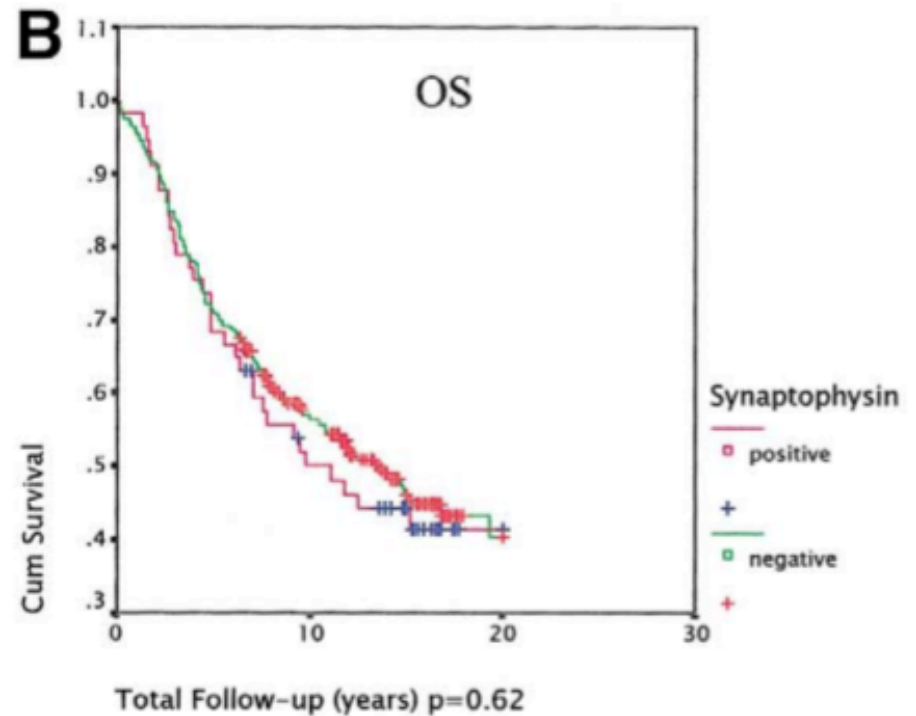 B
OS
1.1
1.0
.9
.8
.7
.6
.5
.4
.3
Cum Survival
0 10 20 30
Total Follow-up (years) p=0.62
Synaptophysin
positive
negative